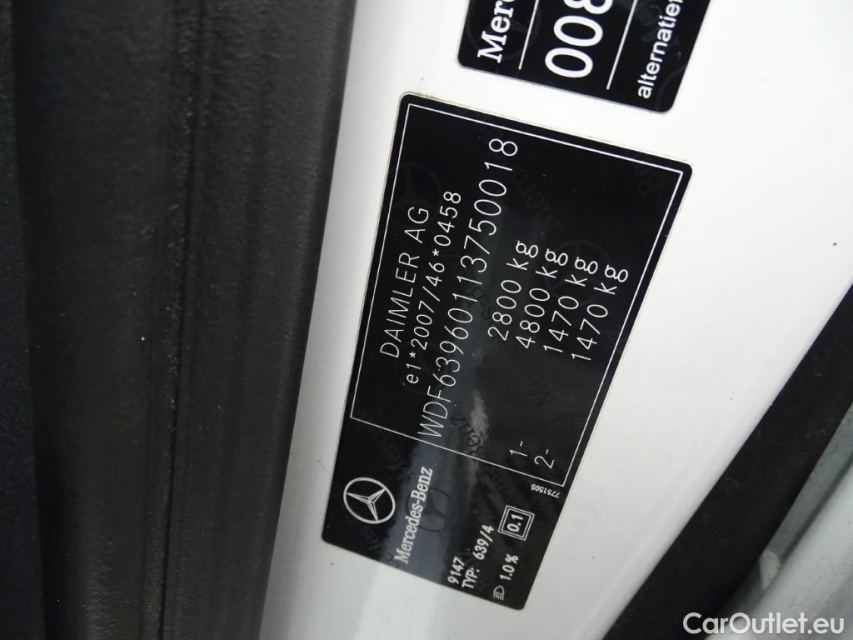 Merc
008
alternatie
DAIMLER AG
e1*2007/46*0458
WDF63960113750018
2800 kg
4800 kg
1- 1470 kg
2- 1470 kg
7751505
Mercedes-Benz
9147
TYP: 639/4
1.0 %
0.1
CarOutlet.eu